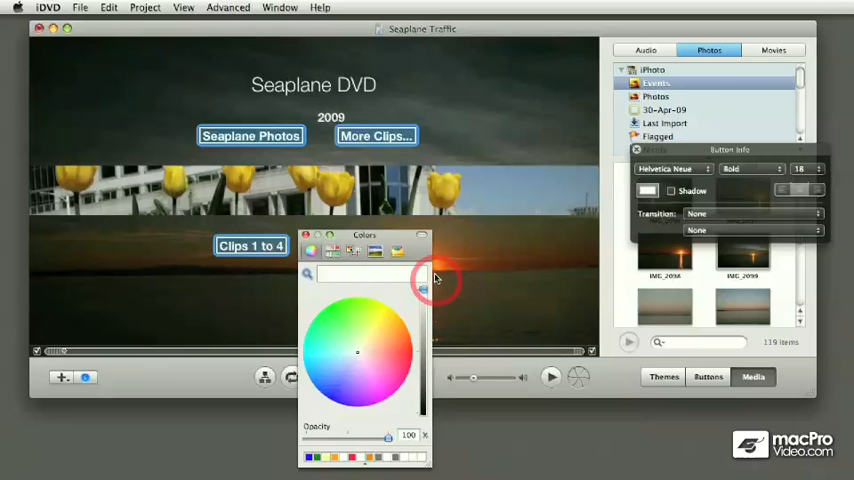 iDVD File Edit Project View Advanced Window Help
Seaplane Traffic
Seaplane DVD
2009
Seaplane Photos
More Clips...
Clips 1 to 4
Audio Photos Movies
iPhoto
Events
Photos
30-Apr-09
Last Import
Flagged
Button Info
Helvetica Neue Bold 18
Shadow
Transition: None
None
IMG_2098 IMG_2099
119 items
Themes Buttons Media
Colors
Opacity
100 %
macPro
Video.com